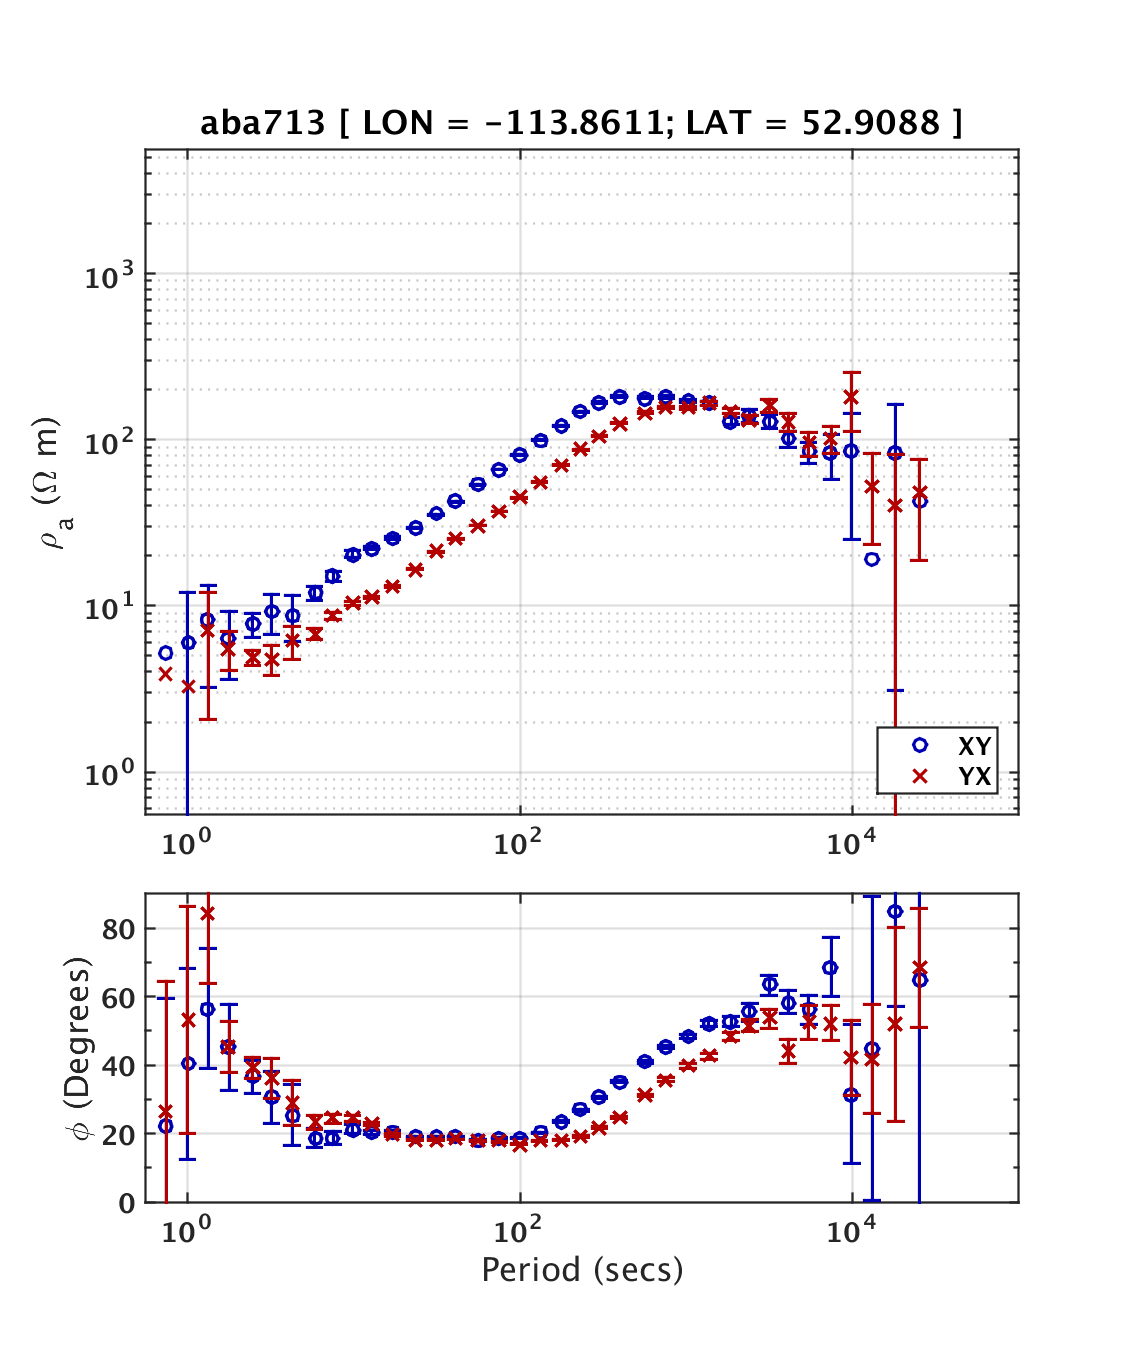 aba713 [ LON = -113.8611; LAT = 52.9088 ]
10³
10²
10¹
10⁰
ρₐ (Ω m)
XY
YX
10⁰ 10² 10⁴
80
60
40
20
0
ϕ (Degrees)
10⁰ 10² 10⁴
Period (secs)